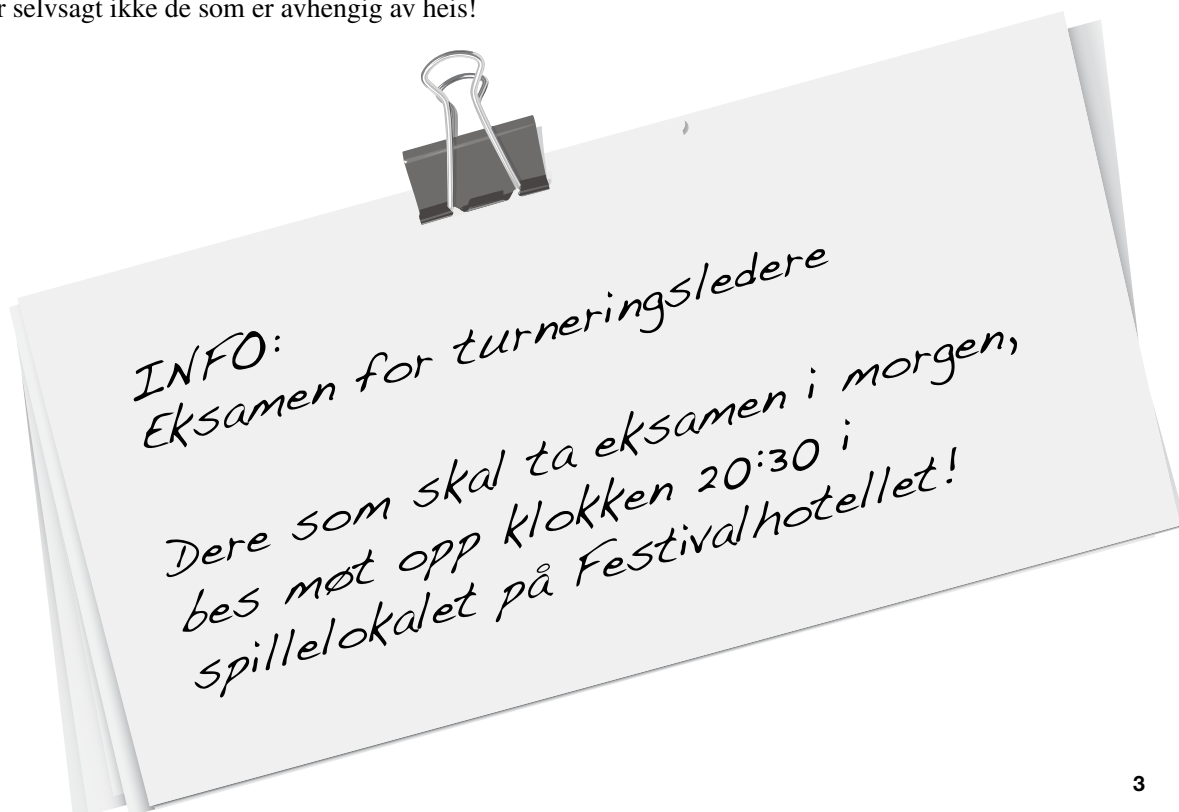 r selvsagt ikke de som er avhengig av heis!
INFO:
Eksamen for turneringsledere
Dere som skal ta eksamen i morgen,
bes møt opp klokken 20:30 i
spillelokalet på Festivalhotellet!
3